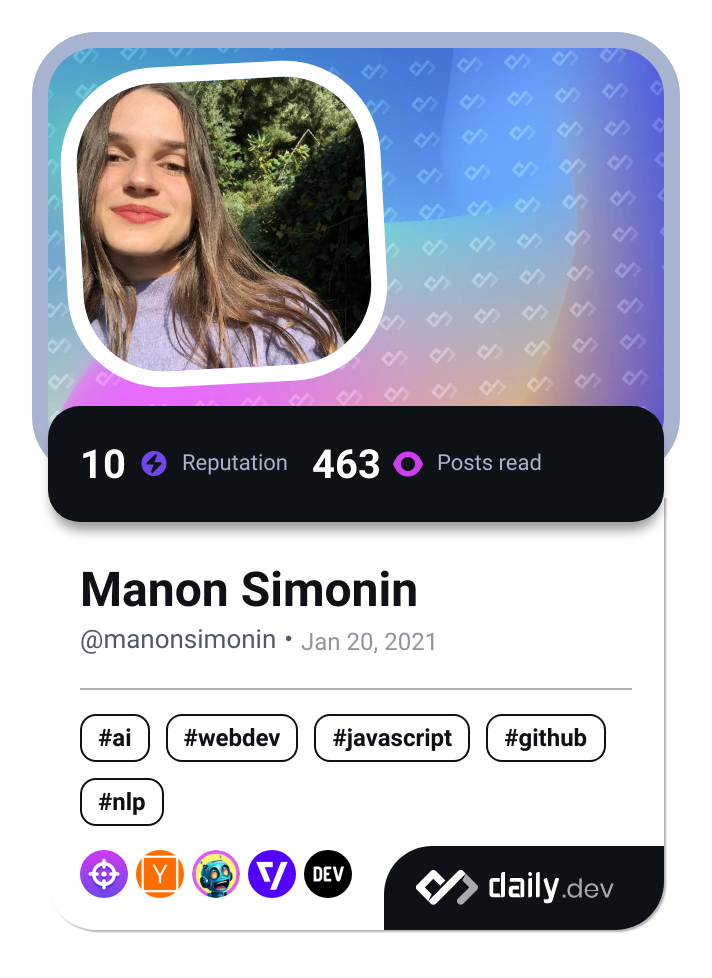 10 Reputation 463 Posts read
Manon Simonin
@manonsimonin • Jan 20, 2021
#ai #webdev #javascript #github
#nlp
Y DEV daily.dev